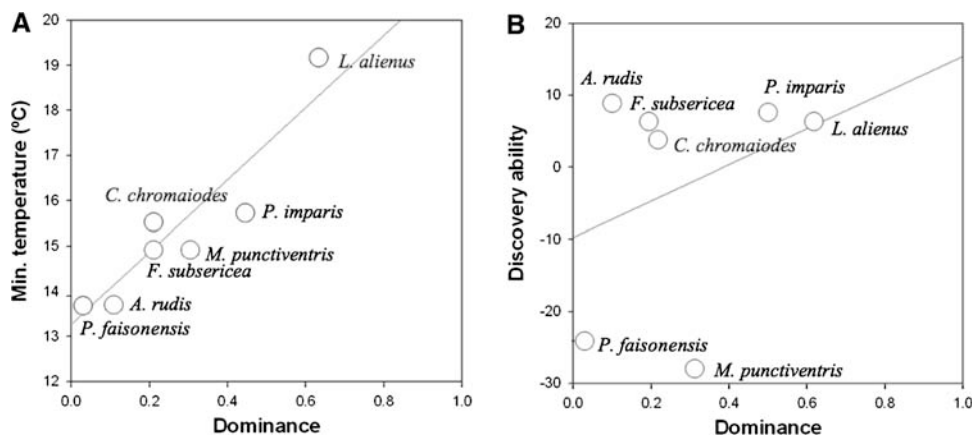 A
Min. temperature (ºC)
20
19
18
17
16
15
14
13
12
L. alienus
C. chromaiodes
P. imparis
M. punctiventris
F. subsericea
A. rudis
P. faisonensis
0.0 0.2 0.4 0.6 0.8 1.0
Dominance
B
Discovery ability
20
10
0
-10
-20
-30
A. rudis
P. imparis
F. subsericea
L. alienus
C. chromaiodes
P. faisonensis
M. punctiventris
0.0 0.2 0.4 0.6 0.8 1.0
Dominance